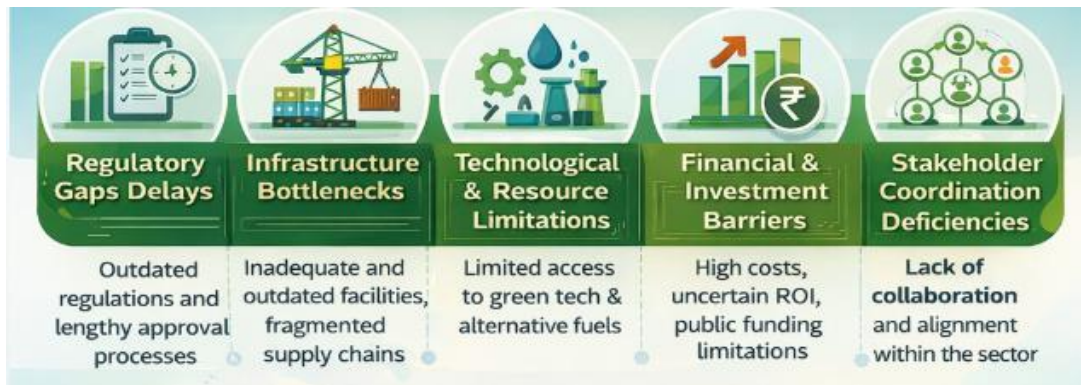 Regulatory
Gaps Delays
Outdated
regulations and
lengthy approval
processes
Infrastructure
Bottlenecks
Inadequate and
outdated facilities,
fragmented
supply chains
Technological
& Resource
Limitations
Limited access
to green tech &
alternative fuels
₹
Financial &
Investment
Barriers
High costs,
uncertain ROI,
public funding
limitations
Stakeholder
Coordination
Deficiencies
Lack of
collaboration
and alignment
within the sector